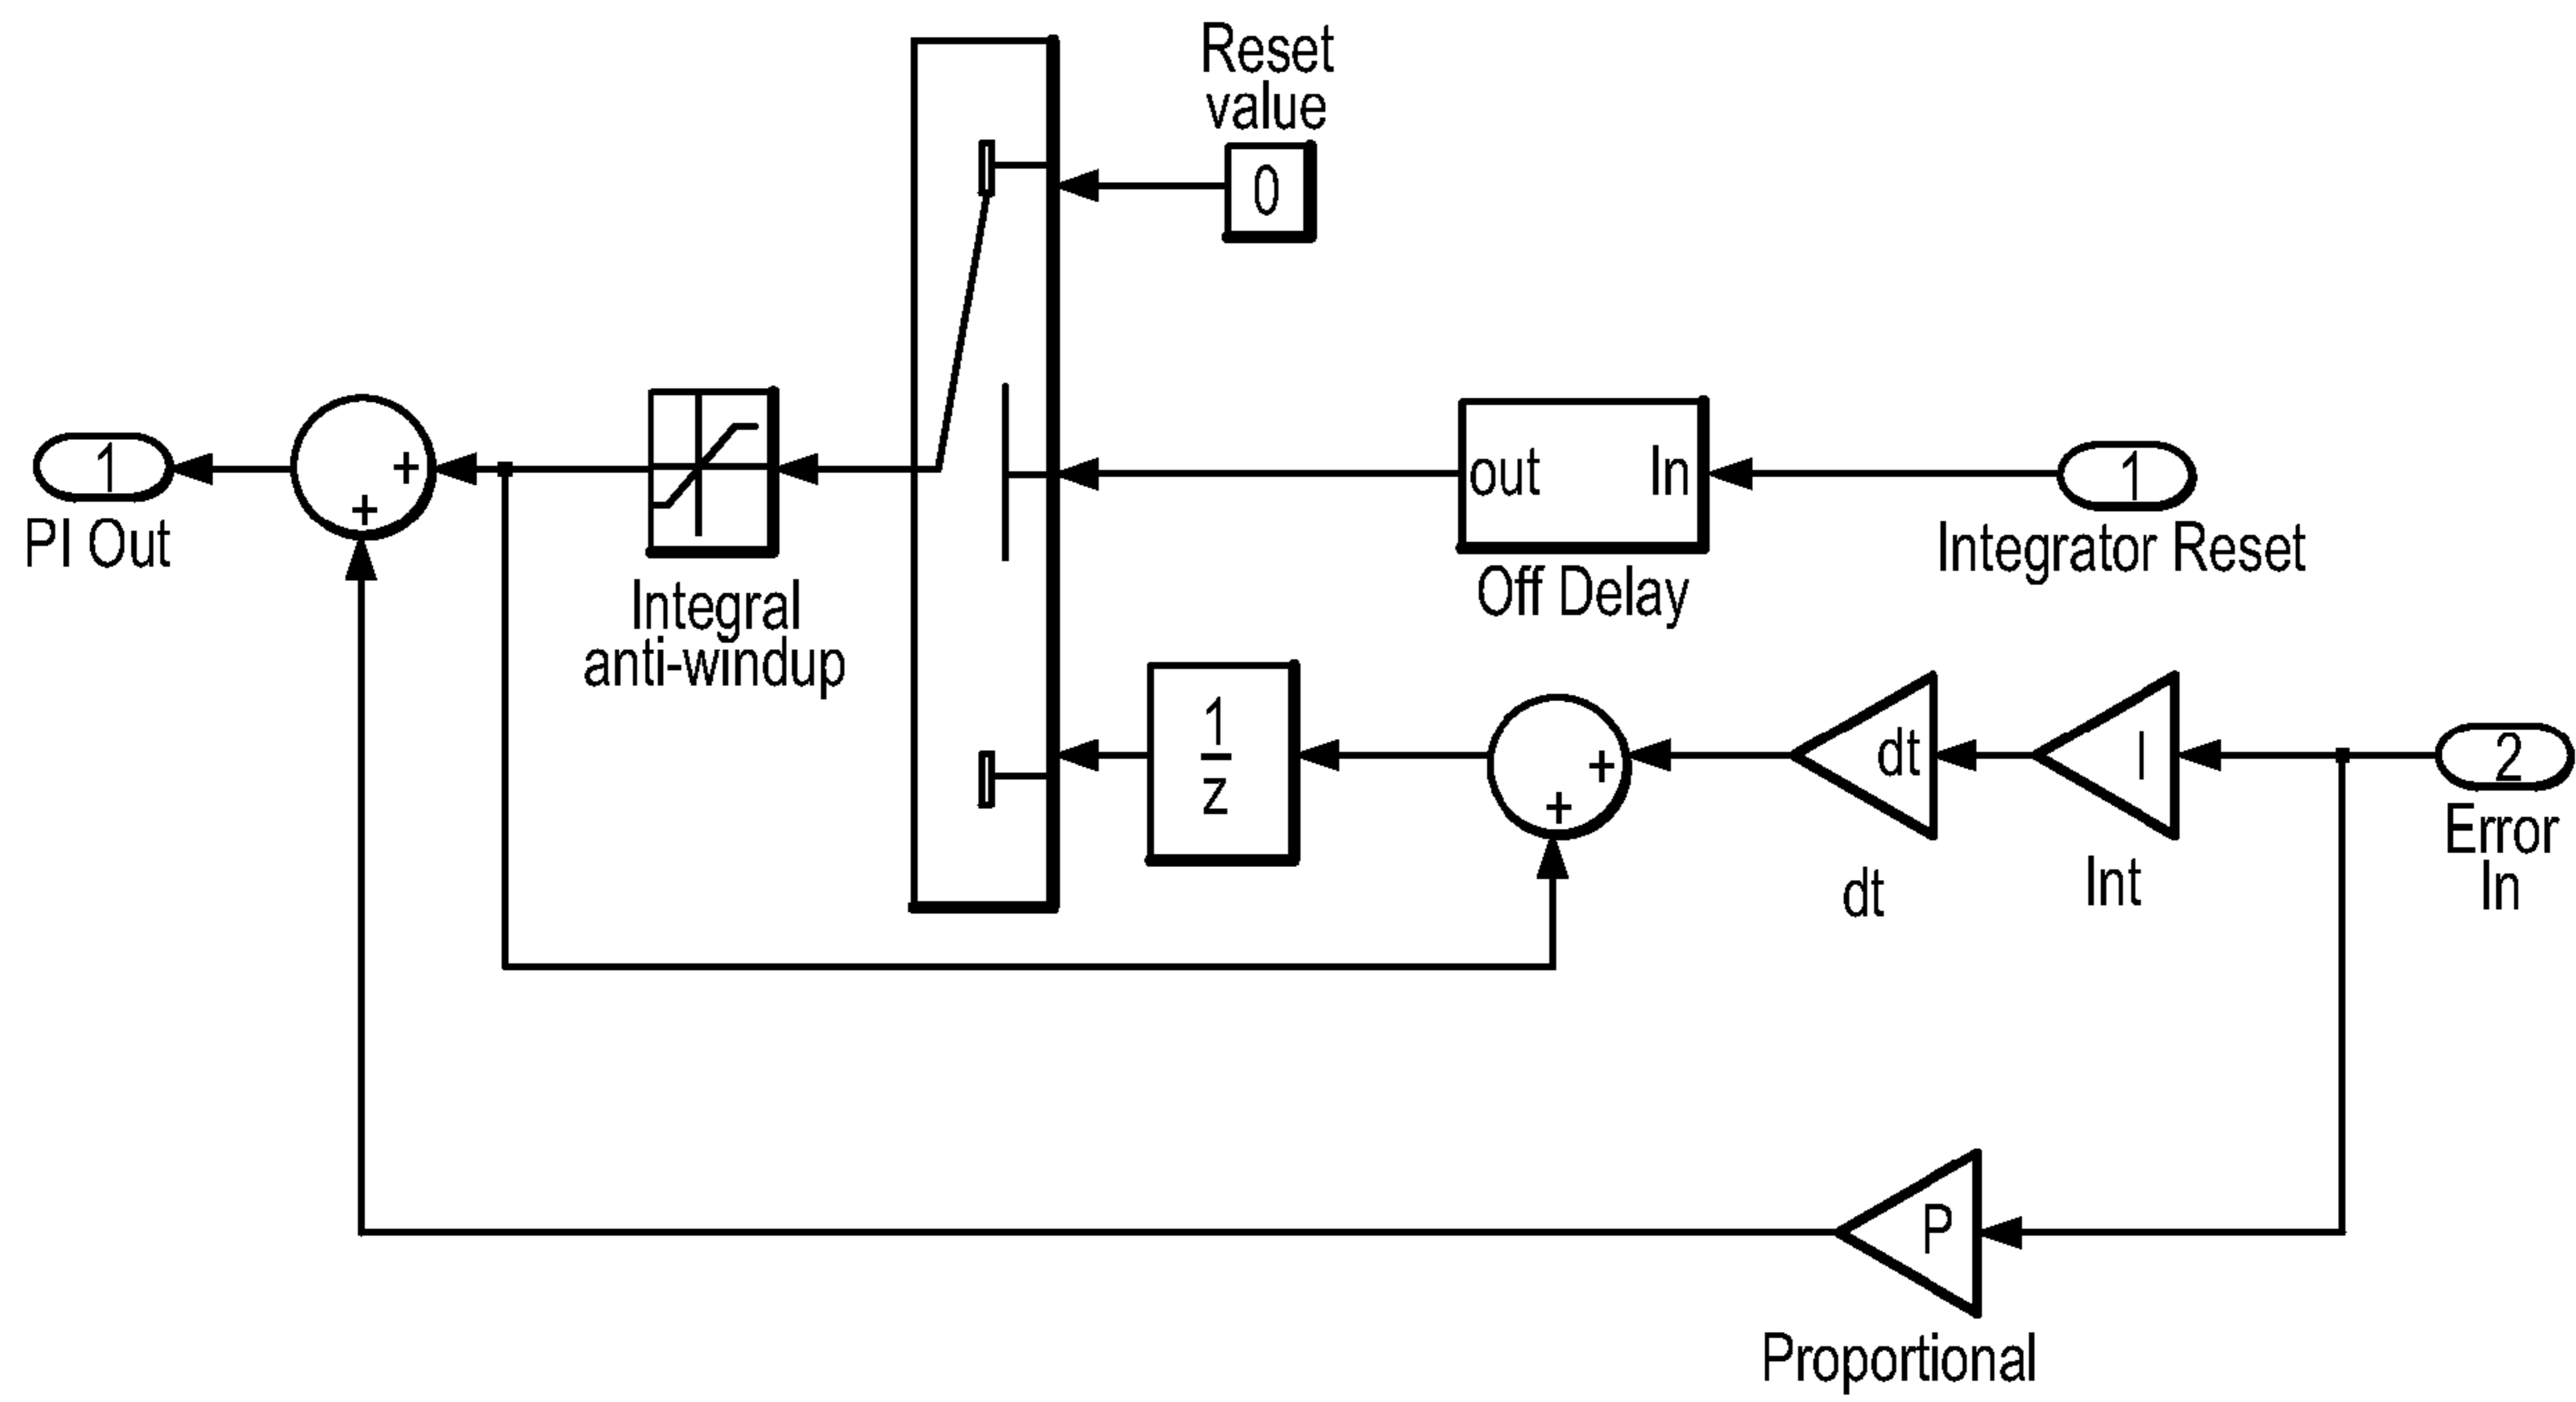 Reset
value
0
1
PI Out
+
+
Integral
anti-windup
out
In
Off Delay
1
Integrator Reset
1
z
+
+
dt
dt
I
Int
2
Error
In
P
Proportional